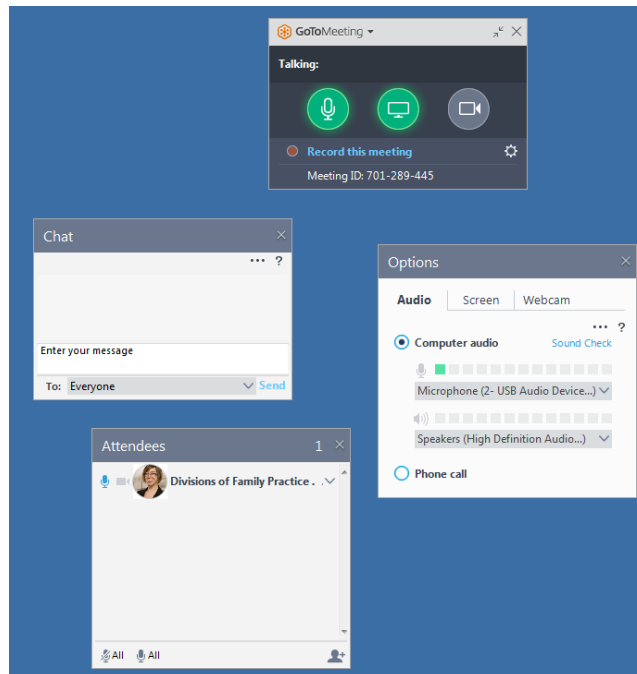 GoToMeeting
Talking:
Record this meeting
Meeting ID: 701-289-445
Chat
... ?
Enter your message
To: Everyone
Send
Options
Audio Screen Webcam
... ?
Computer audio Sound Check
Microphone (2- USB Audio Device...)
Speakers (High Definition Audio...)
Phone call
Attendees 1
Divisions of Family Practice . .
All All